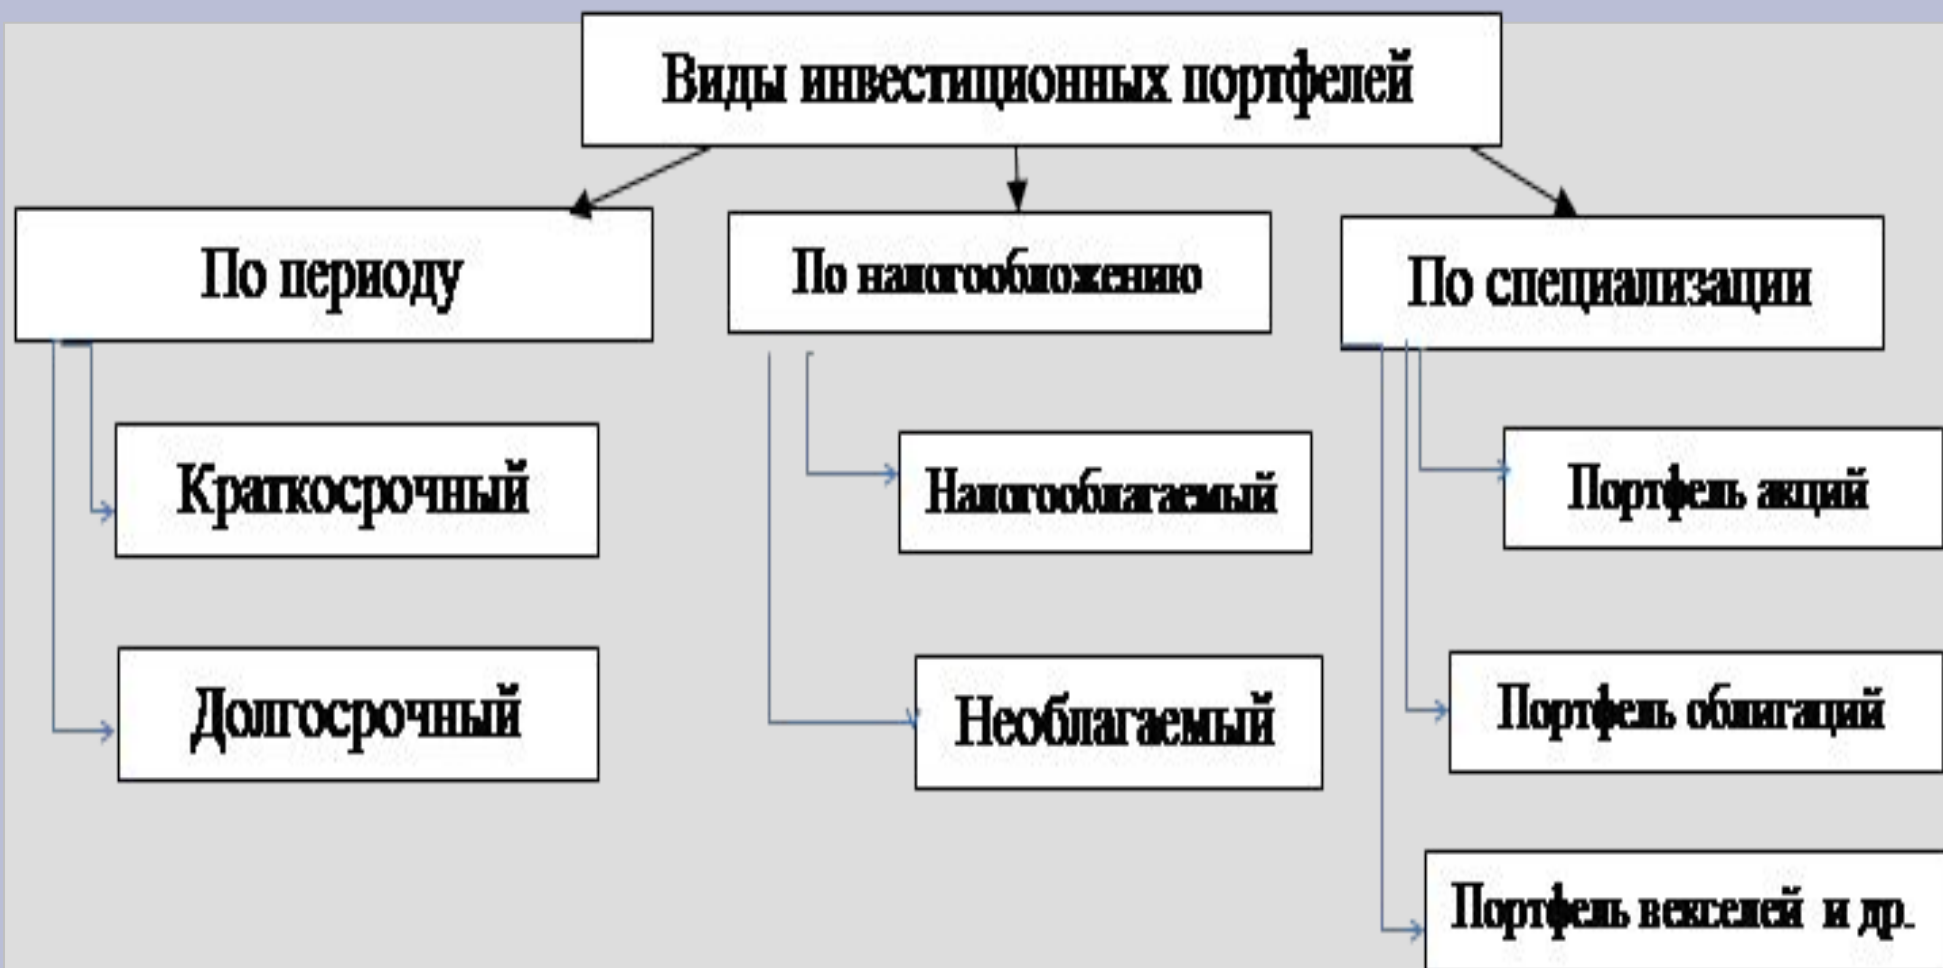 Виды инвестиционных портфелей
По периоду
По налогообложению
По специализации
Краткосрочный
Налогооблагаемый
Портфель акций
Долгосрочный
Необлагаемый
Портфель облигаций
Портфель векселей и др.